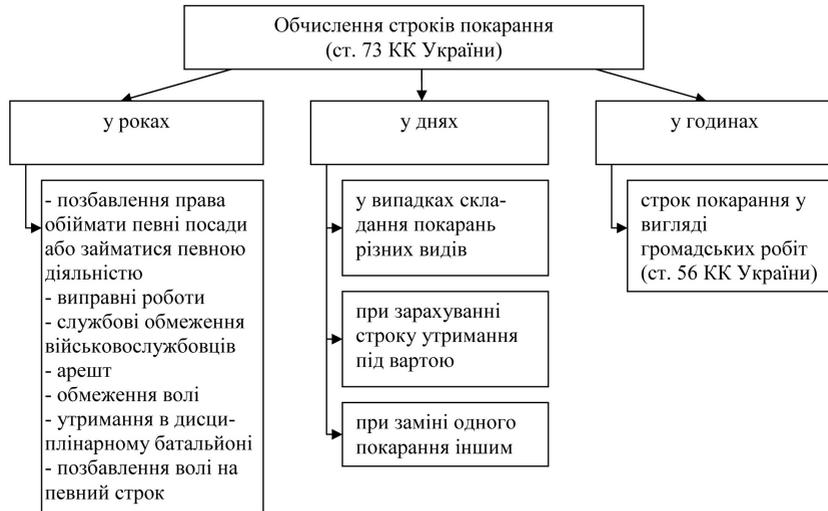 Обчислення строків покарання
(ст. 73 КК України)
у роках
- позбавлення права
обіймати певні посади
або займатися певною
діяльністю
- виправні роботи
- службові обмеження
військовослужбовців
- арешт
- обмеження волі
- утримання в дисци-
плінарному батальйоні
- позбавлення волі на
певний строк
у днях
у випадках скла-
дання покарань
різних видів
при зарахуванні
строку утримання
під вартою
при заміні одного
покарання іншим
у годинах
строк покарання у
вигляді
громадських робіт
(ст. 56 КК України)